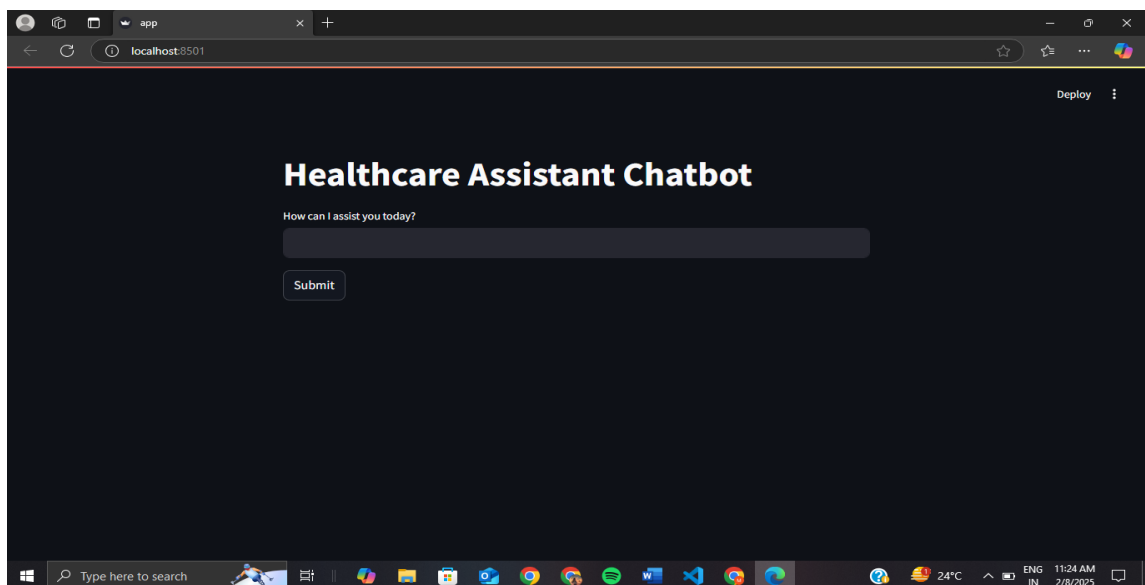 app
localhost:8501
Deploy
Healthcare Assistant Chatbot
How can I assist you today?
Submit
Type here to search
24°C
ENG
11:24 AM
IN
2/8/2025